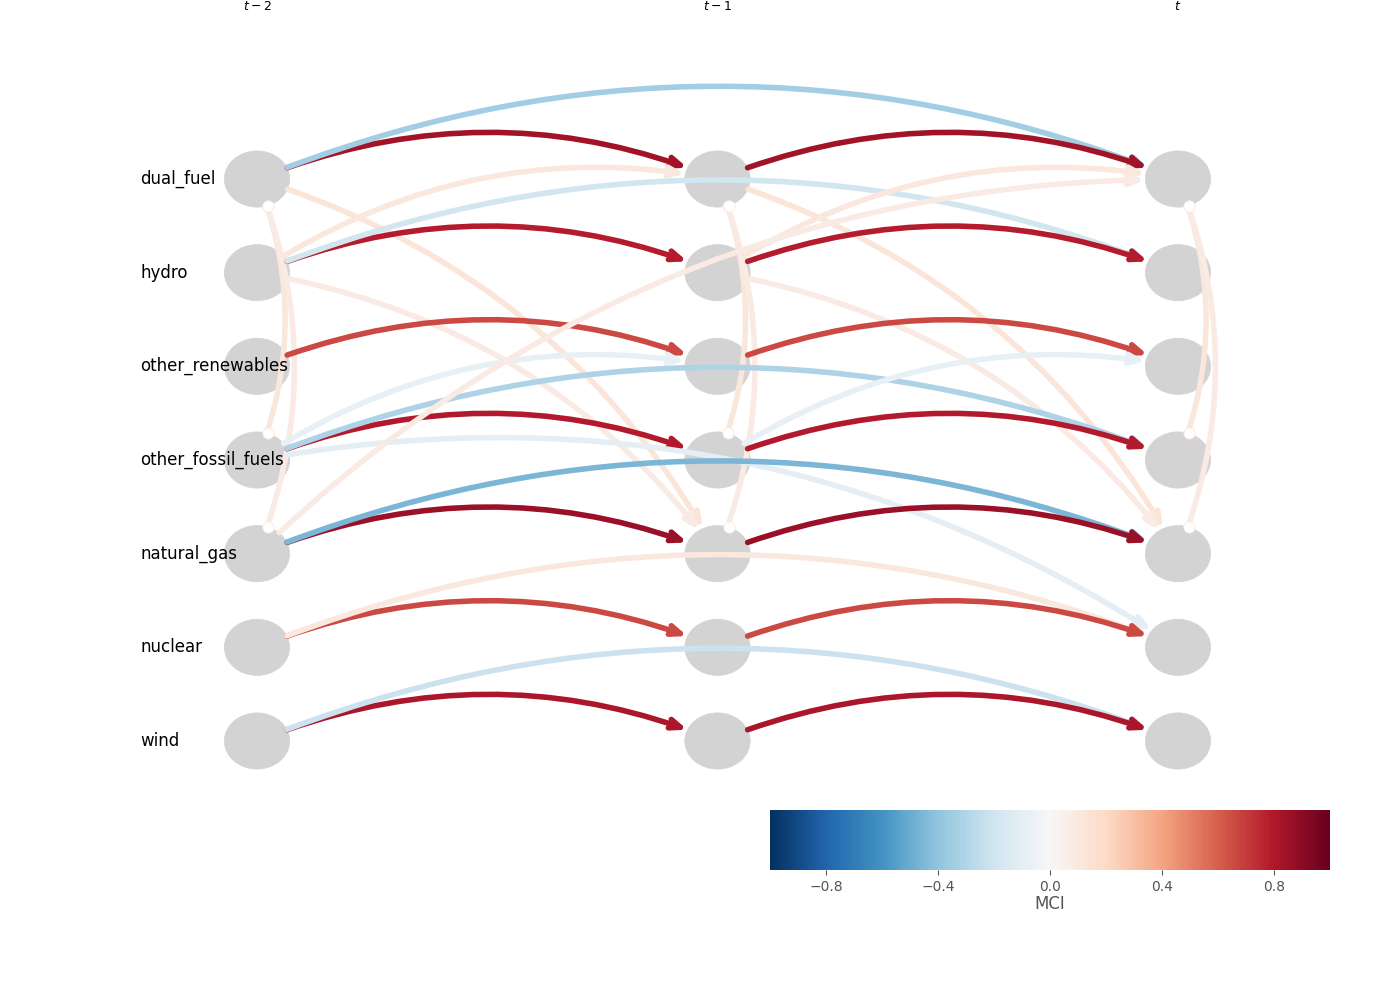 t − 2 t − 1 t
dual_fuel
hydro
other_renewables
other_fossil_fuels
natural_gas
nuclear
wind
−0.8 −0.4 0.0 0.4 0.8
MCI